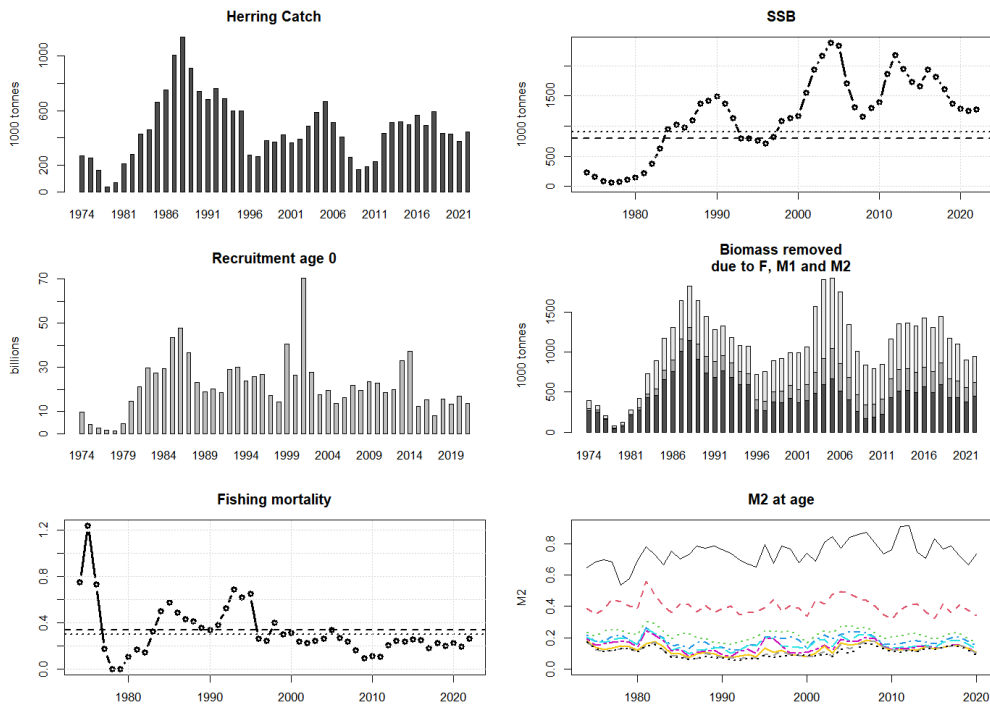 Herring Catch
1000 tonnes
0
200
600
1000
1974 1981 1986 1991 1996 2001 2006 2011 2016 2021
SSB
1000 tonnes
0
500
1500
1980 1990 2000 2010 2020
Recruitment age 0
billions
0
10
30
50
70
1974 1979 1984 1989 1994 1999 2004 2009 2014 2019
Biomass removed
due to F, M1 and M2
1000 tonnes
0
500
1000
1500
1974 1981 1986 1991 1996 2001 2006 2011 2016 2021
Fishing mortality
0.0
0.4
0.8
1.2
1980 1990 2000 2010 2020
M2 at age
M2
0.0
0.2
0.4
0.6
0.8
1980 1990 2000 2010 2020